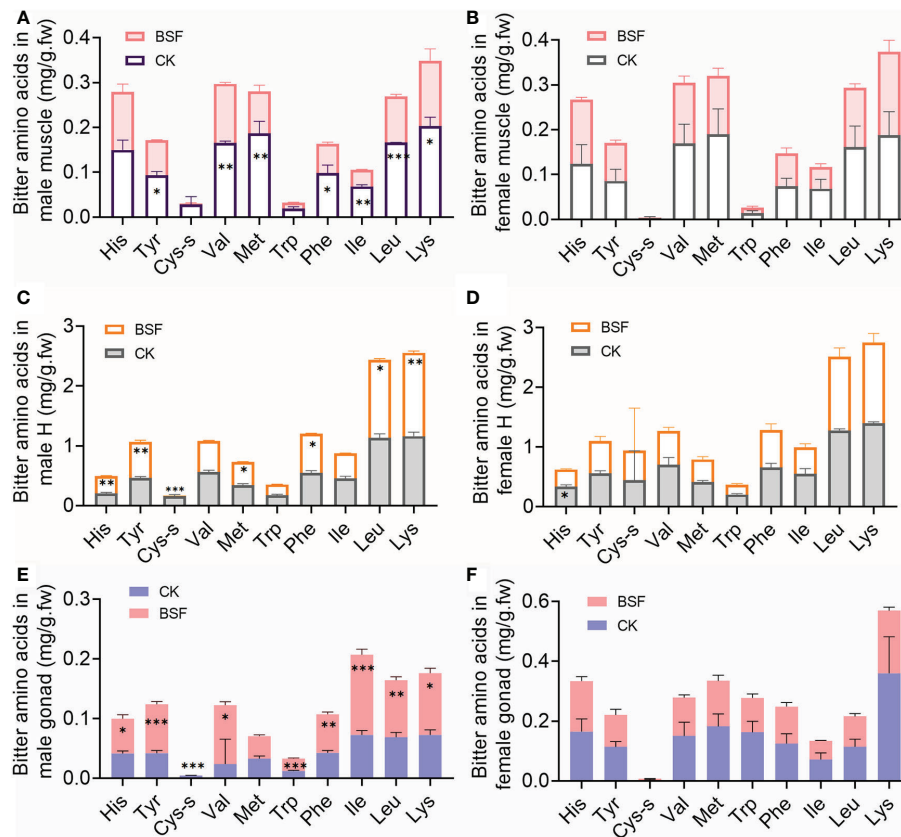 A
Bitter amino acids in
male muscle (mg/g.fw)
0.4
0.3
0.2
0.1
0.0
BSF
CK
* ** ** * ** *** *
His Tyr Cys-s Val Met Trp Phe Ile Leu Lys
B
Bitter amino acids in
female muscle (mg/g.fw)
0.4
0.3
0.2
0.1
0.0
BSF
CK
His Tyr Cys-s Val Met Trp Phe Ile Leu Lys
C
Bitter amino acids in
male H (mg/g.fw)
3
2
1
0
BSF
CK
** ** *** * * * **
His Tyr Cys-s Val Met Trp Phe Ile Leu Lys
D
Bitter amino acids in
female H (mg/g.fw)
3
2
1
0
BSF
CK
*
His Tyr Cys-s Val Met Trp Phe Ile Leu Lys
E
Bitter amino acids in
male gonad (mg/g.fw)
0.3
0.2
0.1
0.0
CK
BSF
* *** *** * *** ** *** ** *
His Tyr Cys-s Val Met Trp Phe Ile Leu Lys
F
Bitter amino acids in
female gonad (mg/g.fw)
0.6
0.4
0.2
0.0
BSF
CK
His Tyr Cys-s Val Met Trp Phe Ile Leu Lys